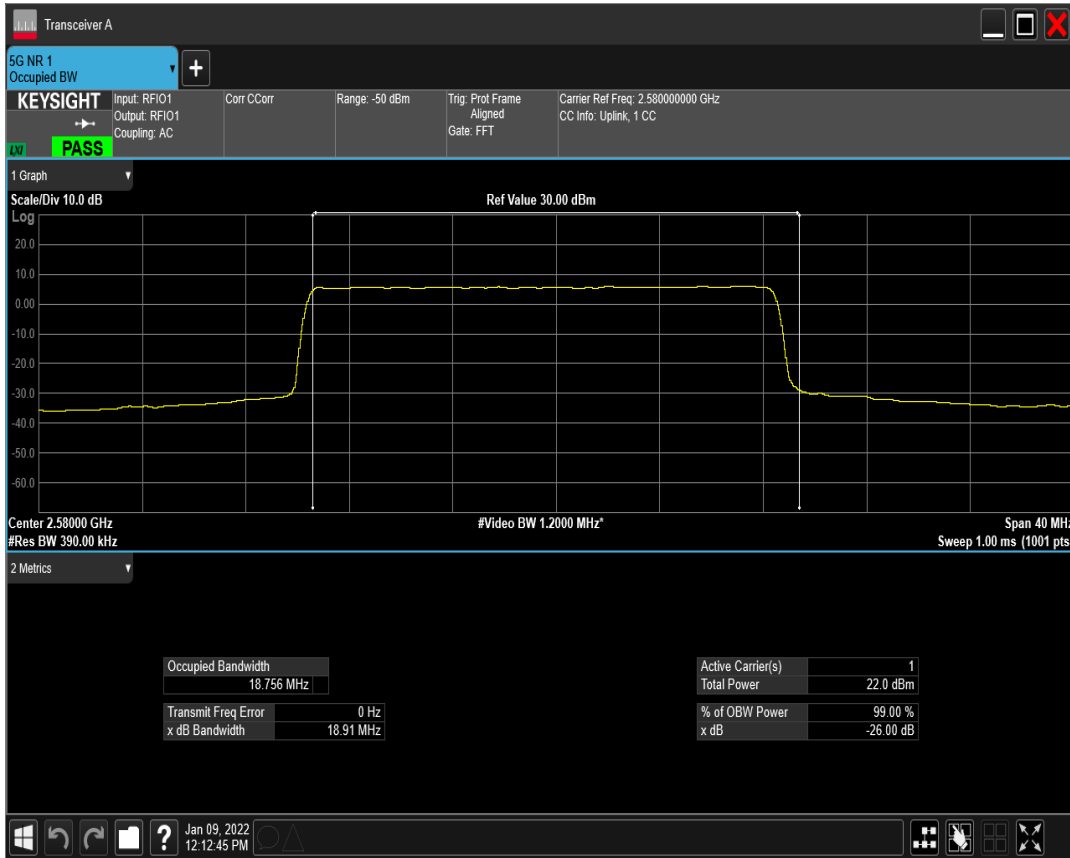 Transceiver A
5G NR 1
Occupied BW
KEYSIGHT
Input: RFIO1
Output: RFIO1
Coupling: AC
Corr CCorr
Range: -50 dBm
Trig: Prot Frame
Aligned
Gate: FFT
Carrier Ref Freq: 2.580000000 GHz
CC Info: Uplink, 1 CC
LXI
PASS
1 Graph
Scale/Div 10.0 dB
Ref Value 30.00 dBm
Log
20.0
10.0
0.00
-10.0
-20.0
-30.0
-40.0
-50.0
-60.0
Center 2.58000 GHz
#Video BW 1.2000 MHz*
Span 40 MHz
#Res BW 390.00 kHz
Sweep 1.00 ms (1001 pts
2 Metrics
Occupied Bandwidth
18.756 MHz
Transmit Freq Error 0 Hz
x dB Bandwidth 18.91 MHz
Active Carrier(s) 1
Total Power 22.0 dBm
% of OBW Power 99.00 %
x dB -26.00 dB
Jan 09, 2022
12:12:45 PM